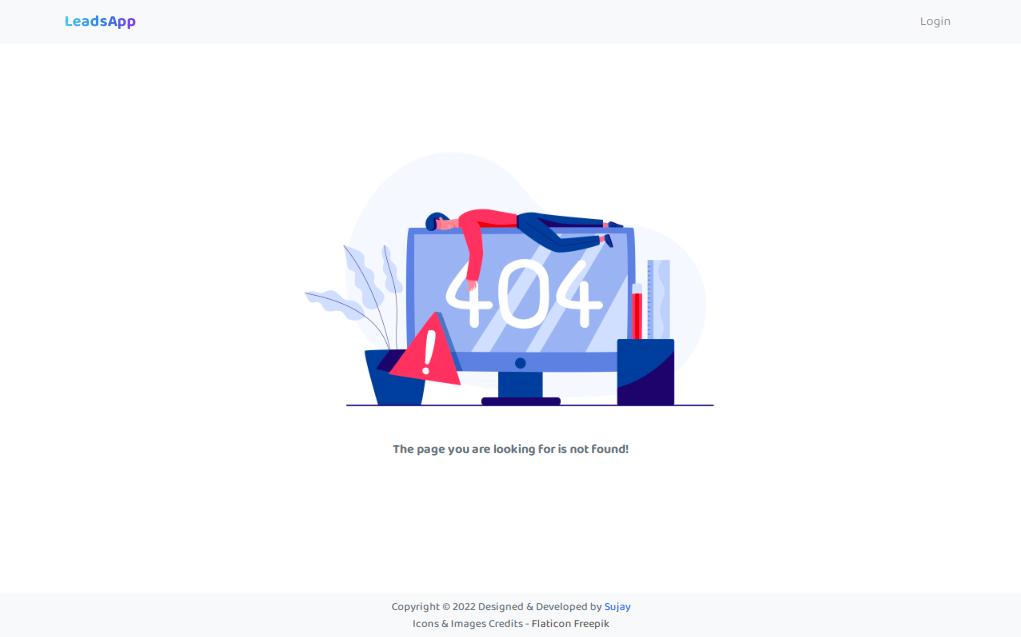 LeadsApp
Login
404
!
The page you are looking for is not found!
Copyright © 2022 Designed & Developed by Sujay
Icons & Images Credits - Flaticon Freepik